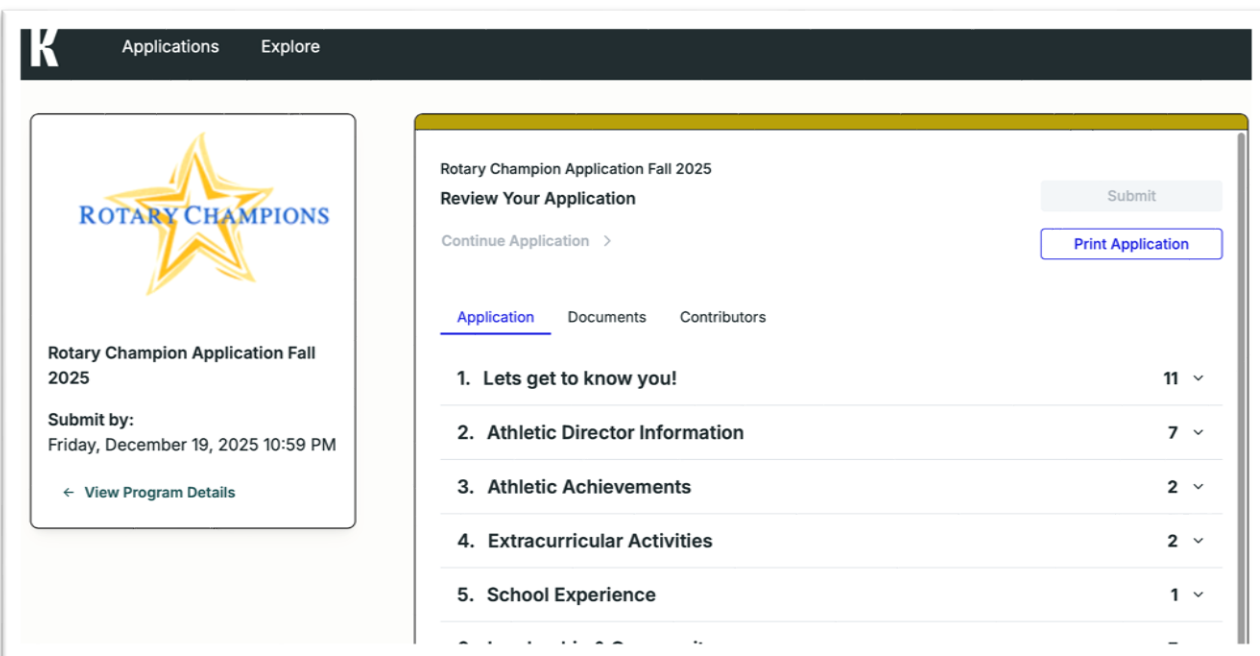 K
Applications Explore
ROTARY CHAMPIONS
Rotary Champion Application Fall
2025
Submit by:
Friday, December 19, 2025 10:59 PM
← View Program Details
Rotary Champion Application Fall 2025
Review Your Application
Submit
Continue Application >
Print Application
Application Documents Contributors
1. Lets get to know you! 11
2. Athletic Director Information 7
3. Athletic Achievements 2
4. Extracurricular Activities 2
5. School Experience 1